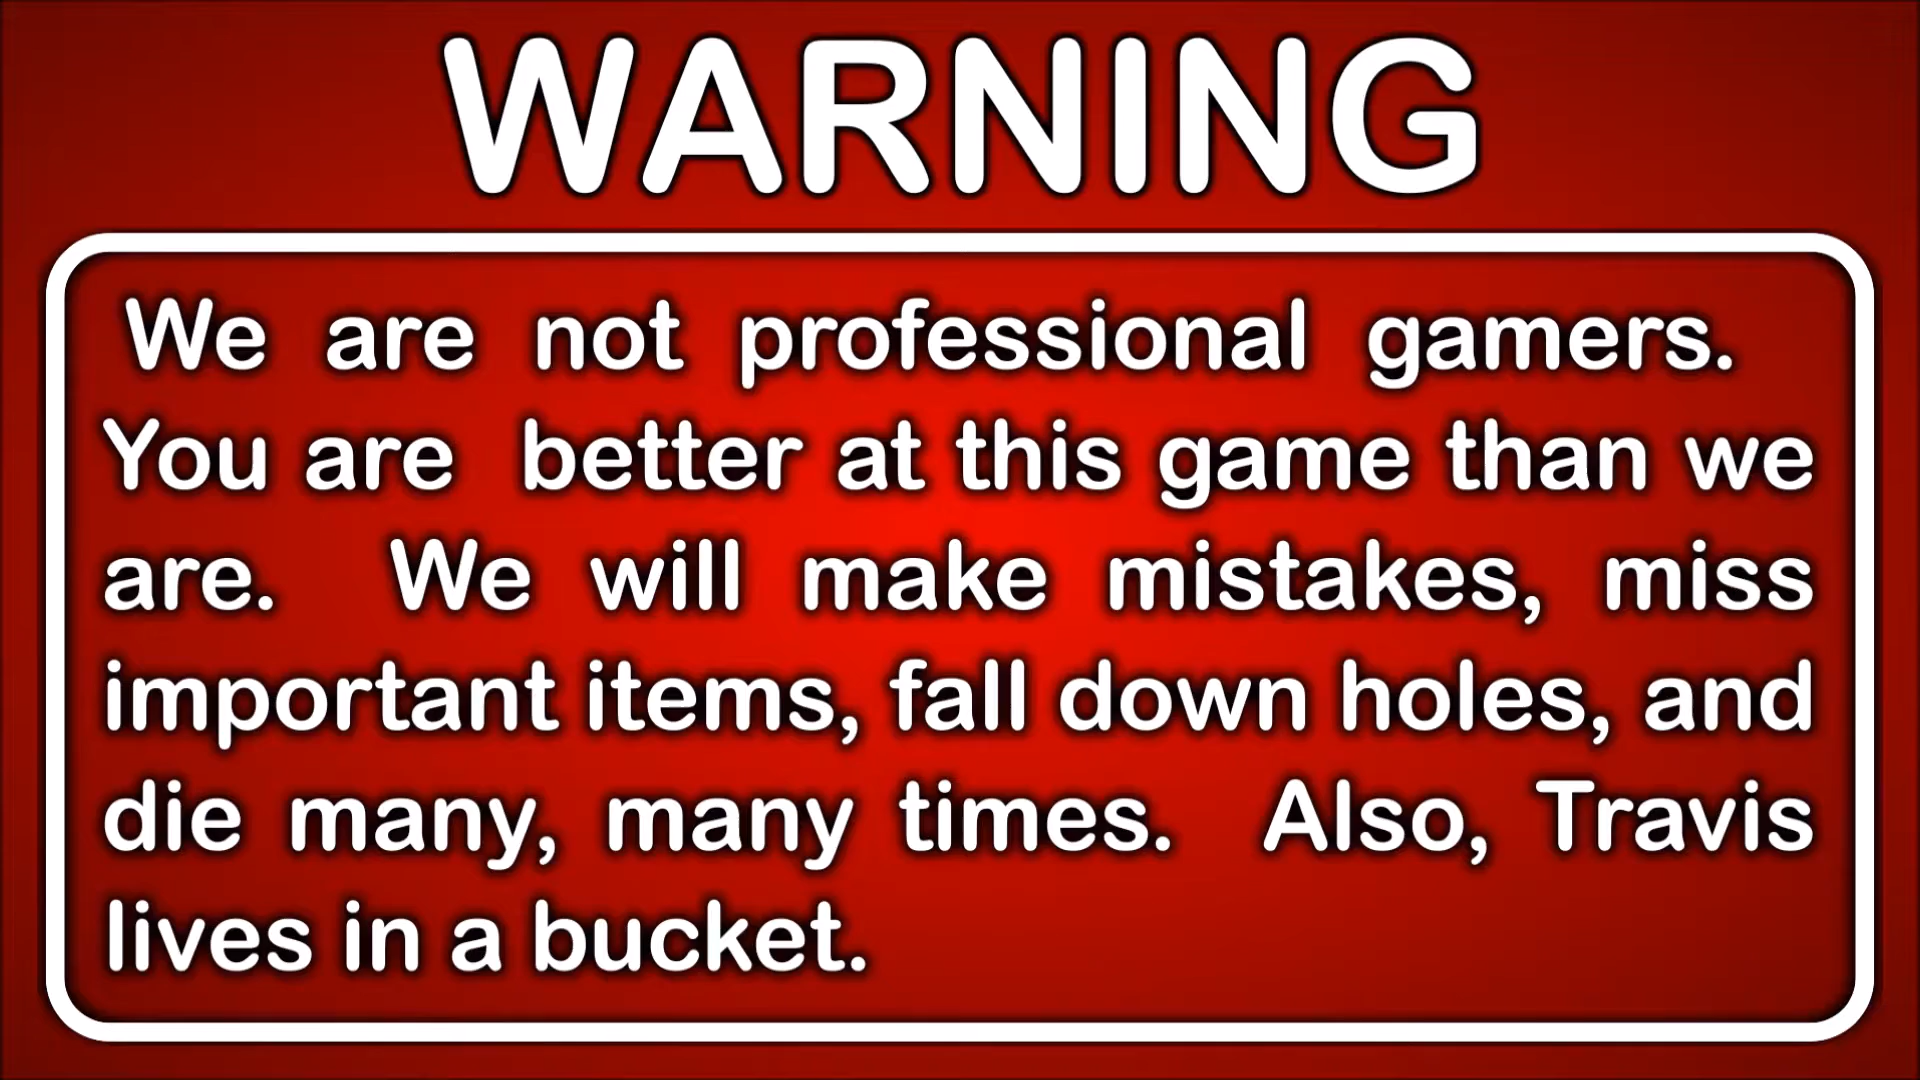 WARNING
We are not professional gamers.
You are better at this game than we
are. We will make mistakes, miss
important items, fall down holes, and
die many, many times. Also, Travis
lives in a bucket.